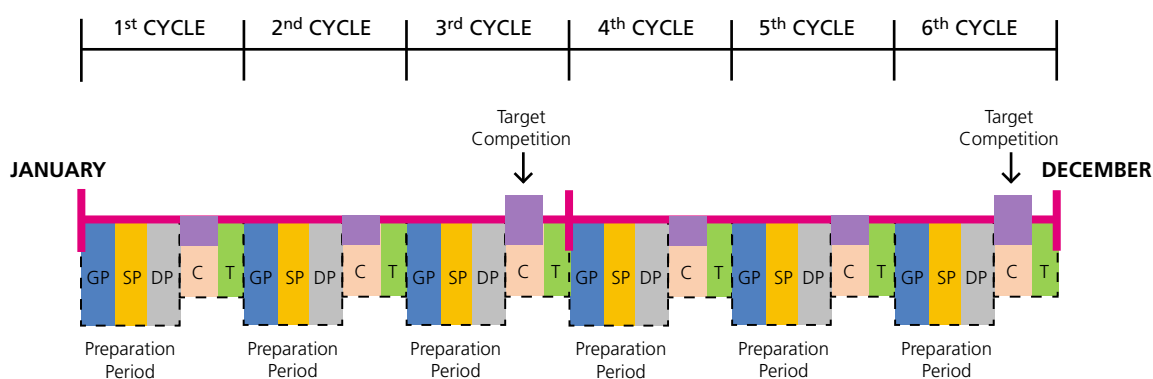 1st CYCLE 2nd CYCLE 3rd CYCLE 4th CYCLE 5th CYCLE 6th CYCLE
Target Target
Competition Competition
JANUARY DECEMBER
GP SP DP C T GP SP DP C T GP SP DP C T GP SP DP C T GP SP DP C T GP SP DP C T
Preparation Preparation Preparation Preparation Preparation Preparation
Period Period Period Period Period Period